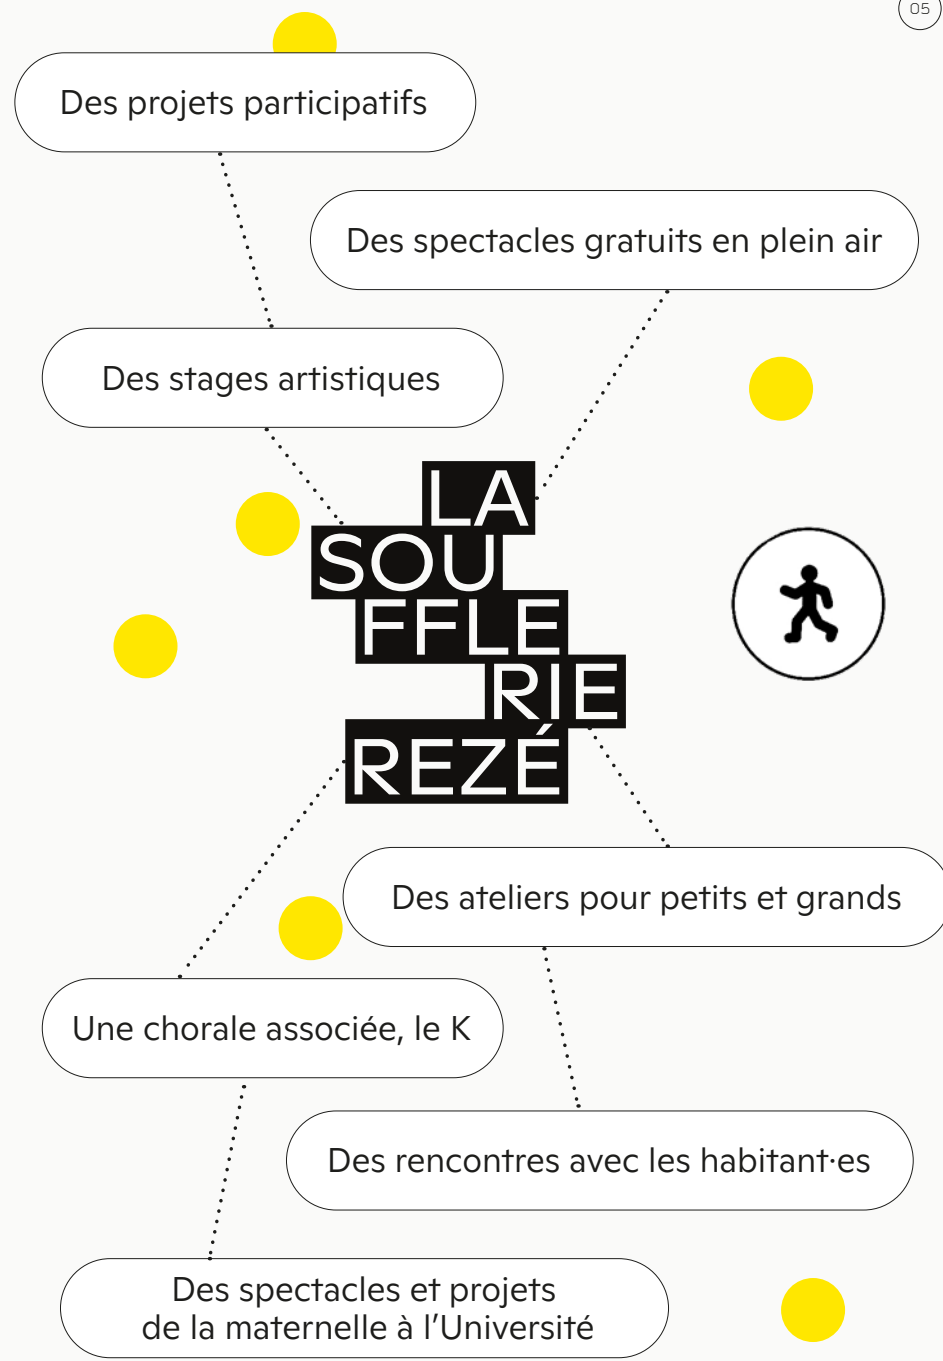 05
Des projets participatifs
Des spectacles gratuits en plein air
Des stages artistiques
LA
SOU
FFLE
RIE
REZÉ
Des ateliers pour petits et grands
Une chorale associée, le K
Des rencontres avec les habitant·es
Des spectacles et projets
de la maternelle à l'Université